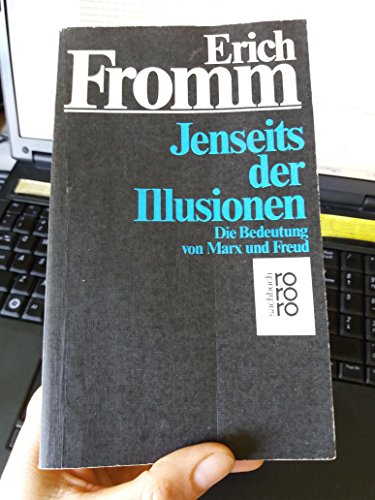 Erich
Fromm
Jenseits
der
Illusionen
Die Bedeutung
von Marx und Freud
rororo
sachbuch